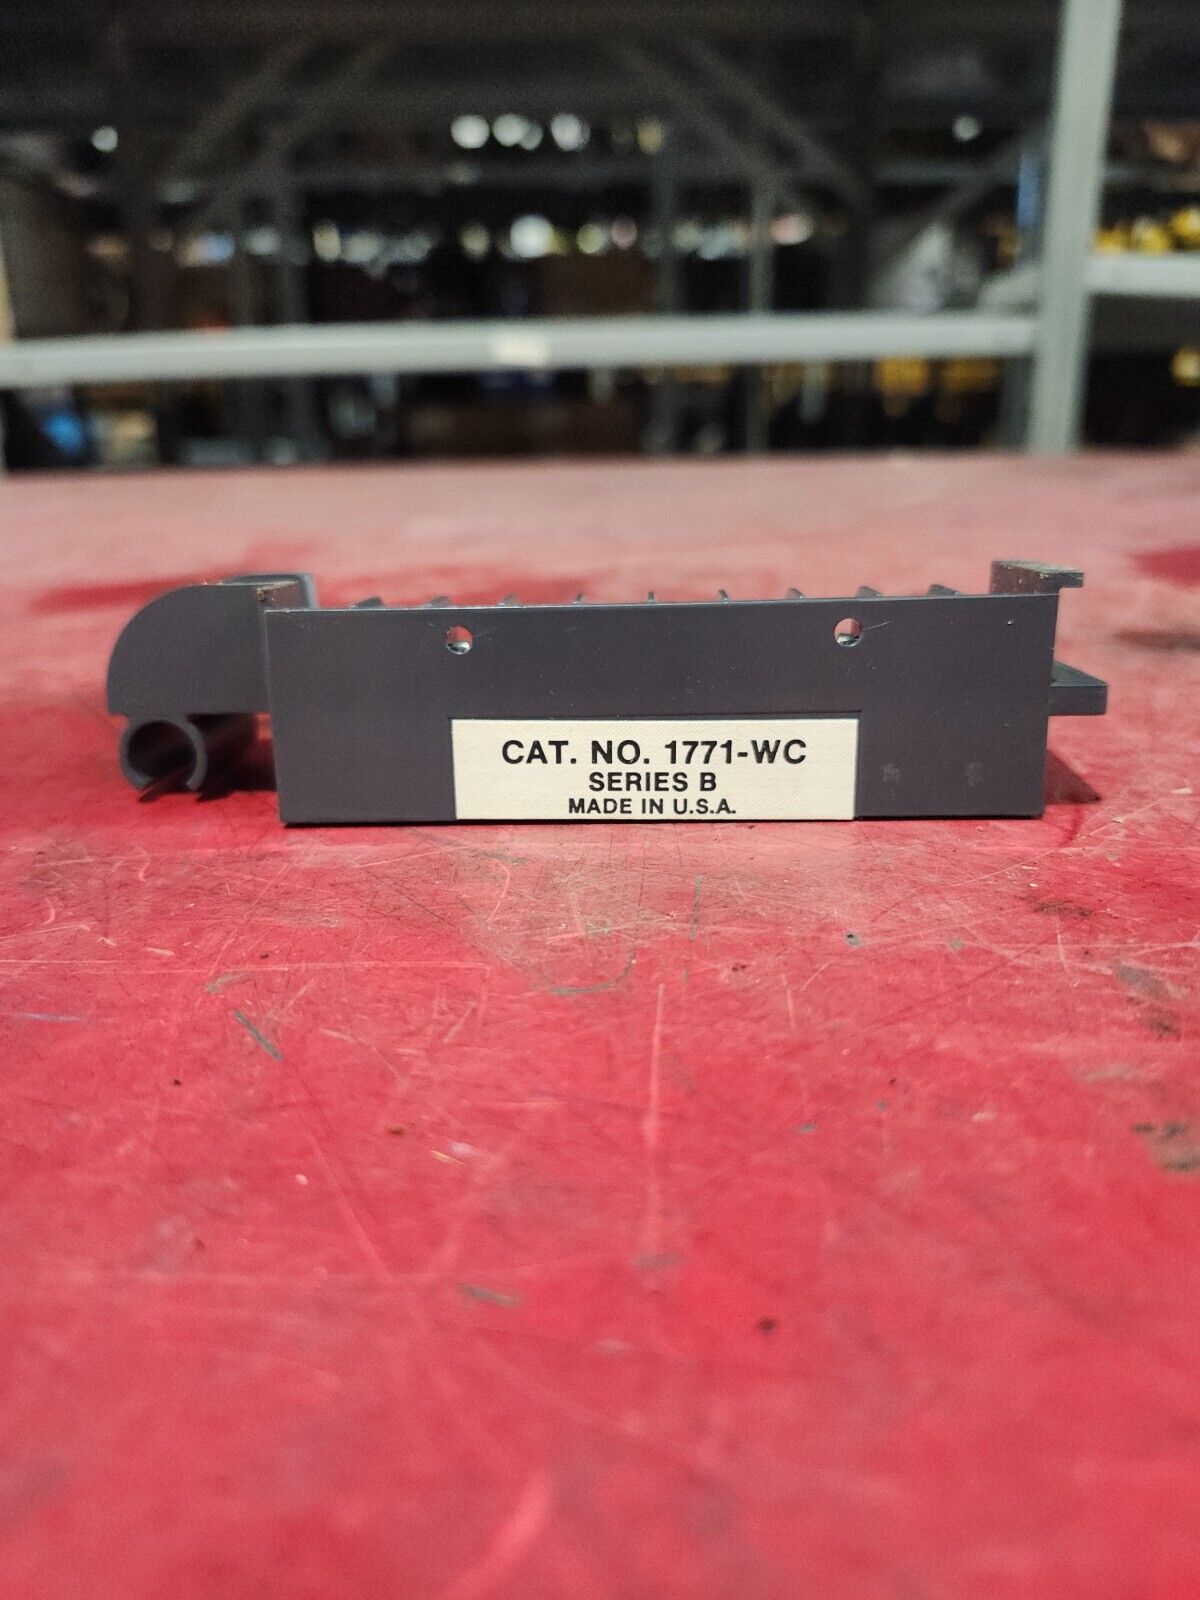 CAT. NO. 1771-WC
SERIES B
MADE IN U.S.A.